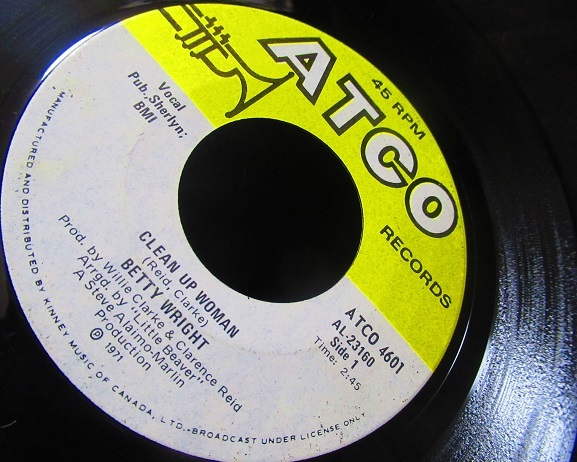 ATCO
45 RPM
RECORDS
Vocal
Pub., Sherlyn;
BMI
ATCO 4601
AL-23160
Side 1
Time: 2:45
CLEAN UP WOMAN
(Reid, Clarke)
BETTY WRIGHT
Prod. by Willie Clarke & Clarence Reid
Arrgd. by "Little Beaver"
A Steve Alaimo-Marlin
Production
℗ 1971
MANUFACTURED AND DISTRIBUTED BY KINNEY MUSIC OF CANADA, LTD.-BROADCAST UNDER LICENSE ONLY